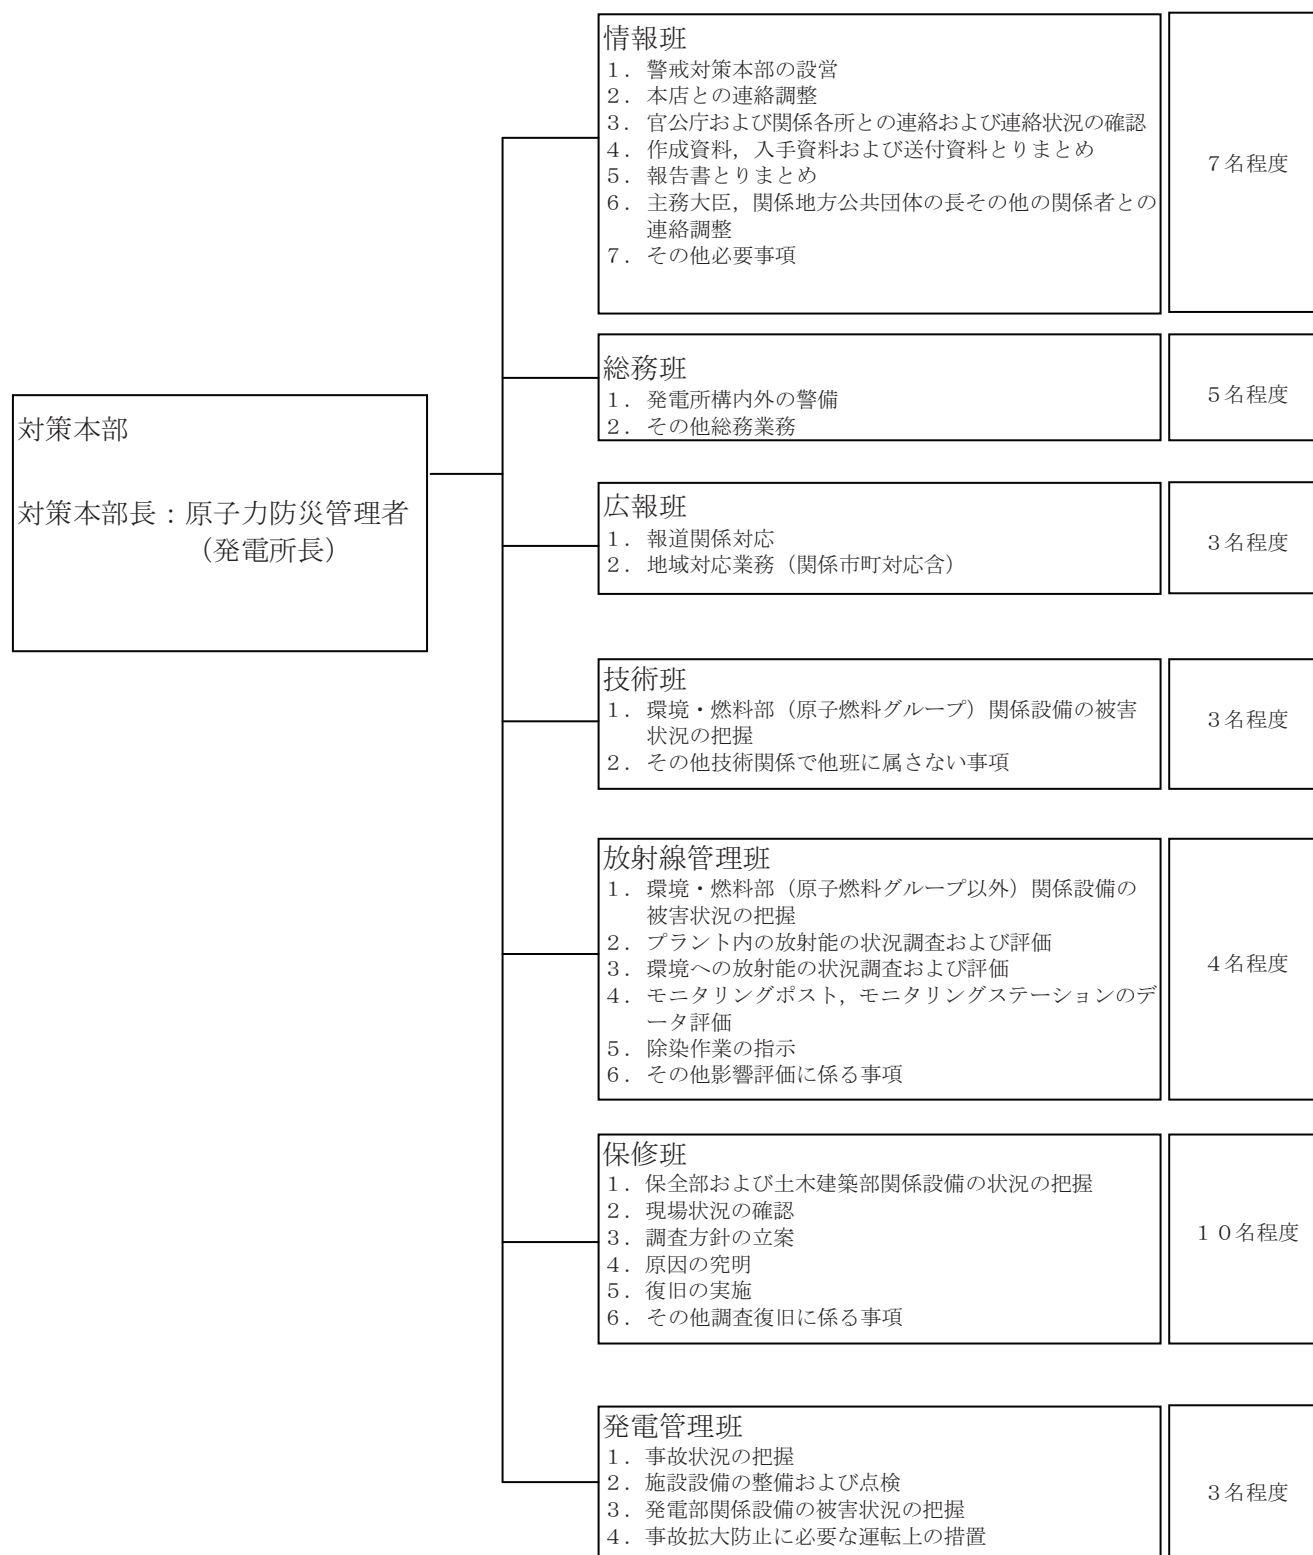 対策本部
対策本部長：原子力防災管理者
（発電所長）
情報班
１．警戒対策本部の設営
２．本店との連絡調整
３．官公庁および関係各所との連絡および連絡状況の確認
４．作成資料，入手資料および送付資料とりまとめ
５．報告書とりまとめ
６．主務大臣，関係地方公共団体の長その他の関係者との
連絡調整
７．その他必要事項
７名程度
総務班
１．発電所構内外の警備
２．その他総務業務
５名程度
広報班
１．報道関係対応
２．地域対応業務（関係市町対応含）
３名程度
技術班
１．環境・燃料部（原子燃料グループ）関係設備の被害
状況の把握
２．その他技術関係で他班に属さない事項
３名程度
放射線管理班
１．環境・燃料部（原子燃料グループ以外）関係設備の
被害状況の把握
２．プラント内の放射能の状況調査および評価
３．環境への放射能の状況調査および評価
４．モニタリングポスト，モニタリングステーションのデ
ータ評価
５．除染作業の指示
６．その他影響評価に係る事項
４名程度
保修班
１．保全部および土木建築部関係設備の状況の把握
２．現場状況の確認
３．調査方針の立案
４．原因の究明
５．復旧の実施
６．その他調査復旧に係る事項
１０名程度
発電管理班
１．事故状況の把握
２．施設設備の整備および点検
３．発電部関係設備の被害状況の把握
４．事故拡大防止に必要な運転上の措置
３名程度